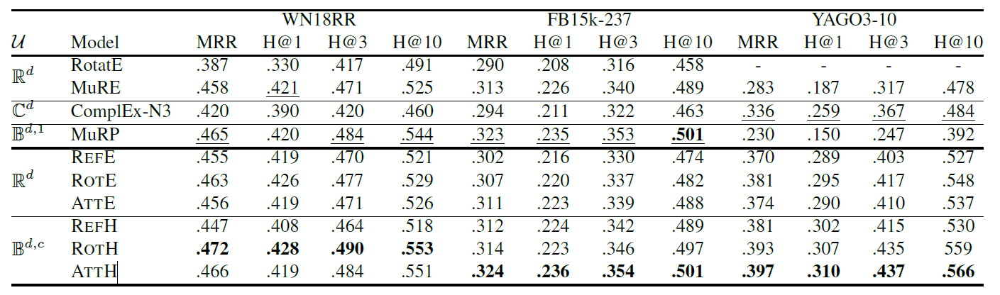 WN18RR FB15k-237 YAGO3-10
𝒰 Model MRR H@1 H@3 H@10 MRR H@1 H@3 H@10 MRR H@1 H@3 H@10
ℝᵈ RotatE .387 .330 .417 .491 .290 .208 .316 .458 - - - -
MuRE .458 .421 .471 .525 .313 .226 .340 .489 .283 .187 .317 .478
ℂᵈ ComplEx-N3 .420 .390 .420 .460 .294 .211 .322 .463 .336 .259 .367 .484
𝔹ᵈ,¹ MuRP .465 .420 .484 .544 .323 .235 .353 .501 .230 .150 .247 .392
ℝᵈ REFE .455 .419 .470 .521 .302 .216 .330 .474 .370 .289 .403 .527
ROTE .463 .426 .477 .529 .307 .220 .337 .482 .381 .295 .417 .548
ATTE .456 .419 .471 .526 .311 .223 .339 .488 .374 .290 .410 .537
𝔹ᵈ,ᶜ REFH .447 .408 .464 .518 .312 .224 .342 .489 .381 .302 .415 .530
ROTH .472 .428 .490 .553 .314 .223 .346 .497 .393 .307 .435 559
ATTH .466 .419 .484 .551 .324 .236 .354 .501 .397 .310 .437 .566